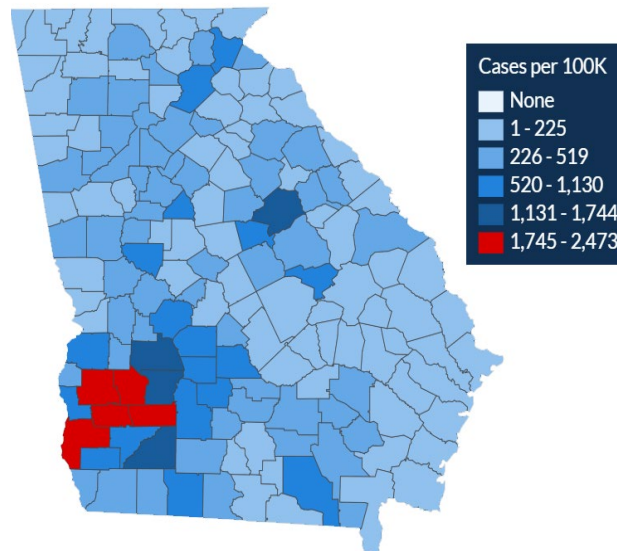 Cases per 100K
None
1 - 225
226 - 519
520 - 1,130
1,131 - 1,744
1,745 - 2,473